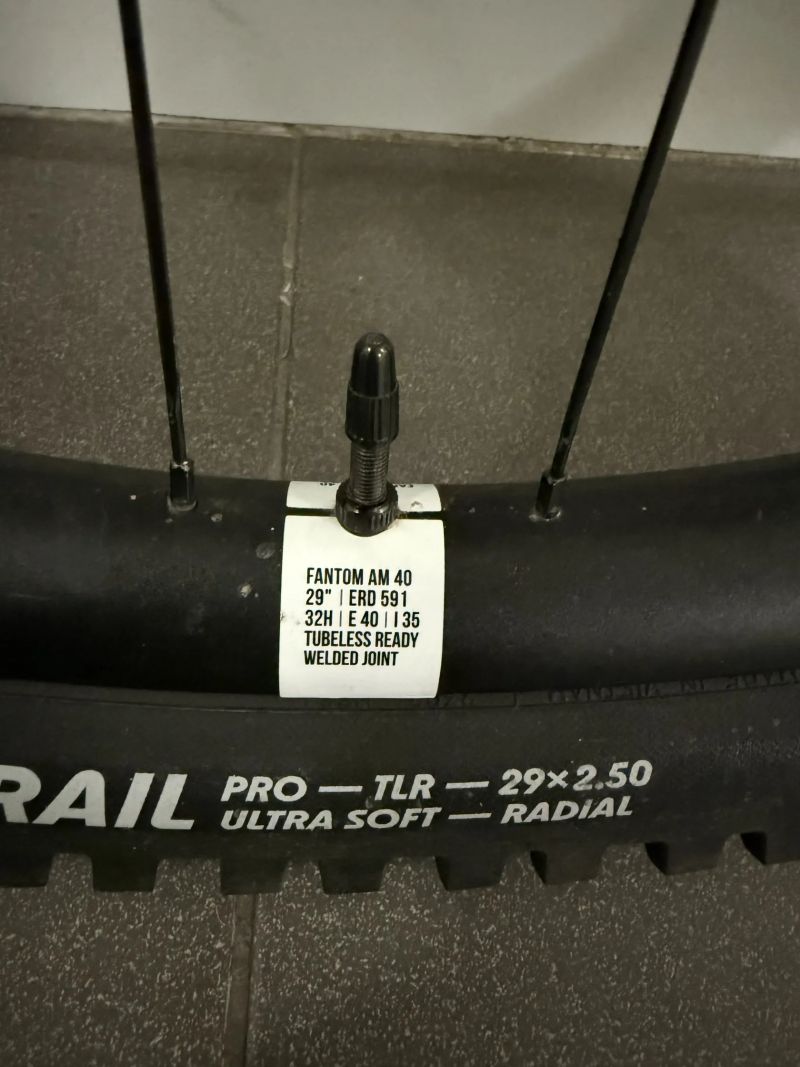 FANTOM AM 40
29" | ERD 591
32H | E 40 | I 35
TUBELESS READY
WELDED JOINT
RAIL PRO — TLR — 29×2.50
ULTRA SOFT — RADIAL